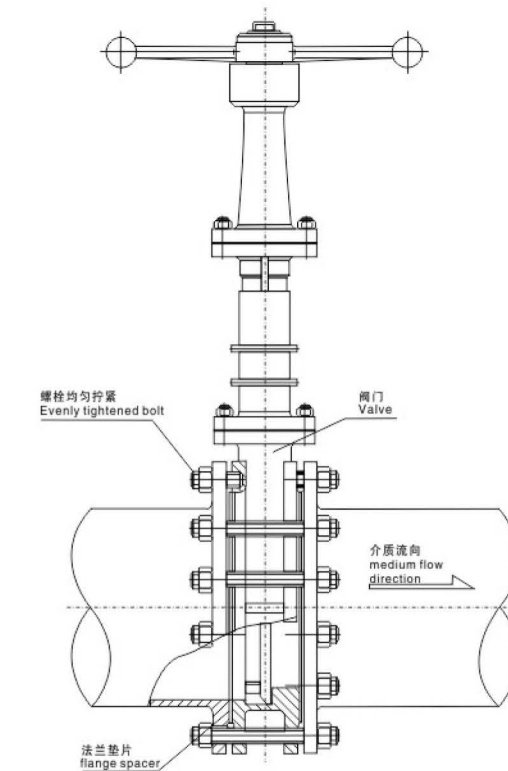 螺栓均匀拧紧
Evenly tightened bolt
阀门
Valve
介质流向
medium flow
direction
法兰垫片
flange spacer